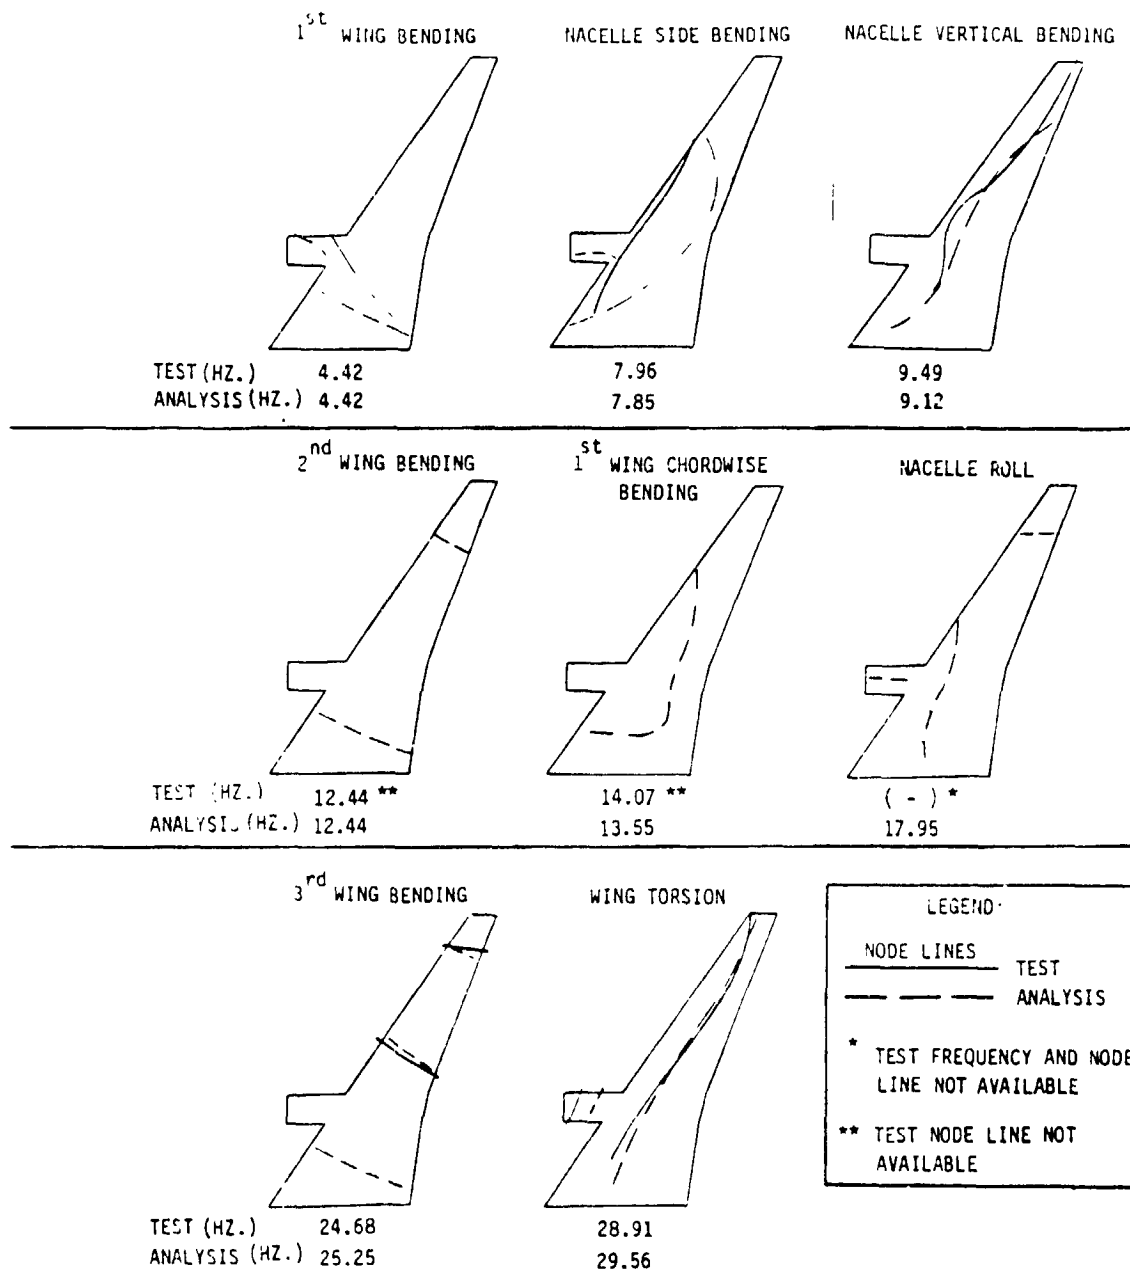 1st WING BENDING
NACELLE SIDE BENDING
NACELLE VERTICAL BENDING
TEST (HZ.) 4.42 7.96 9.49
ANALYSIS (HZ.) 4.42 7.85 9.12
2nd WING BENDING
1st WING CHORDWISE
BENDING
NACELLE ROLL
TEST (HZ.) 12.44 ** 14.07 ** ( - ) *
ANALYSIS (HZ.) 12.44 13.55 17.95
3rd WING BENDING
WING TORSION
TEST (HZ.) 24.68 28.91
ANALYSIS (HZ.) 25.25 29.56
LEGEND:
NODE LINES
TEST
ANALYSIS
* TEST FREQUENCY AND NODE
LINE NOT AVAILABLE
** TEST NODE LINE NOT
AVAILABLE